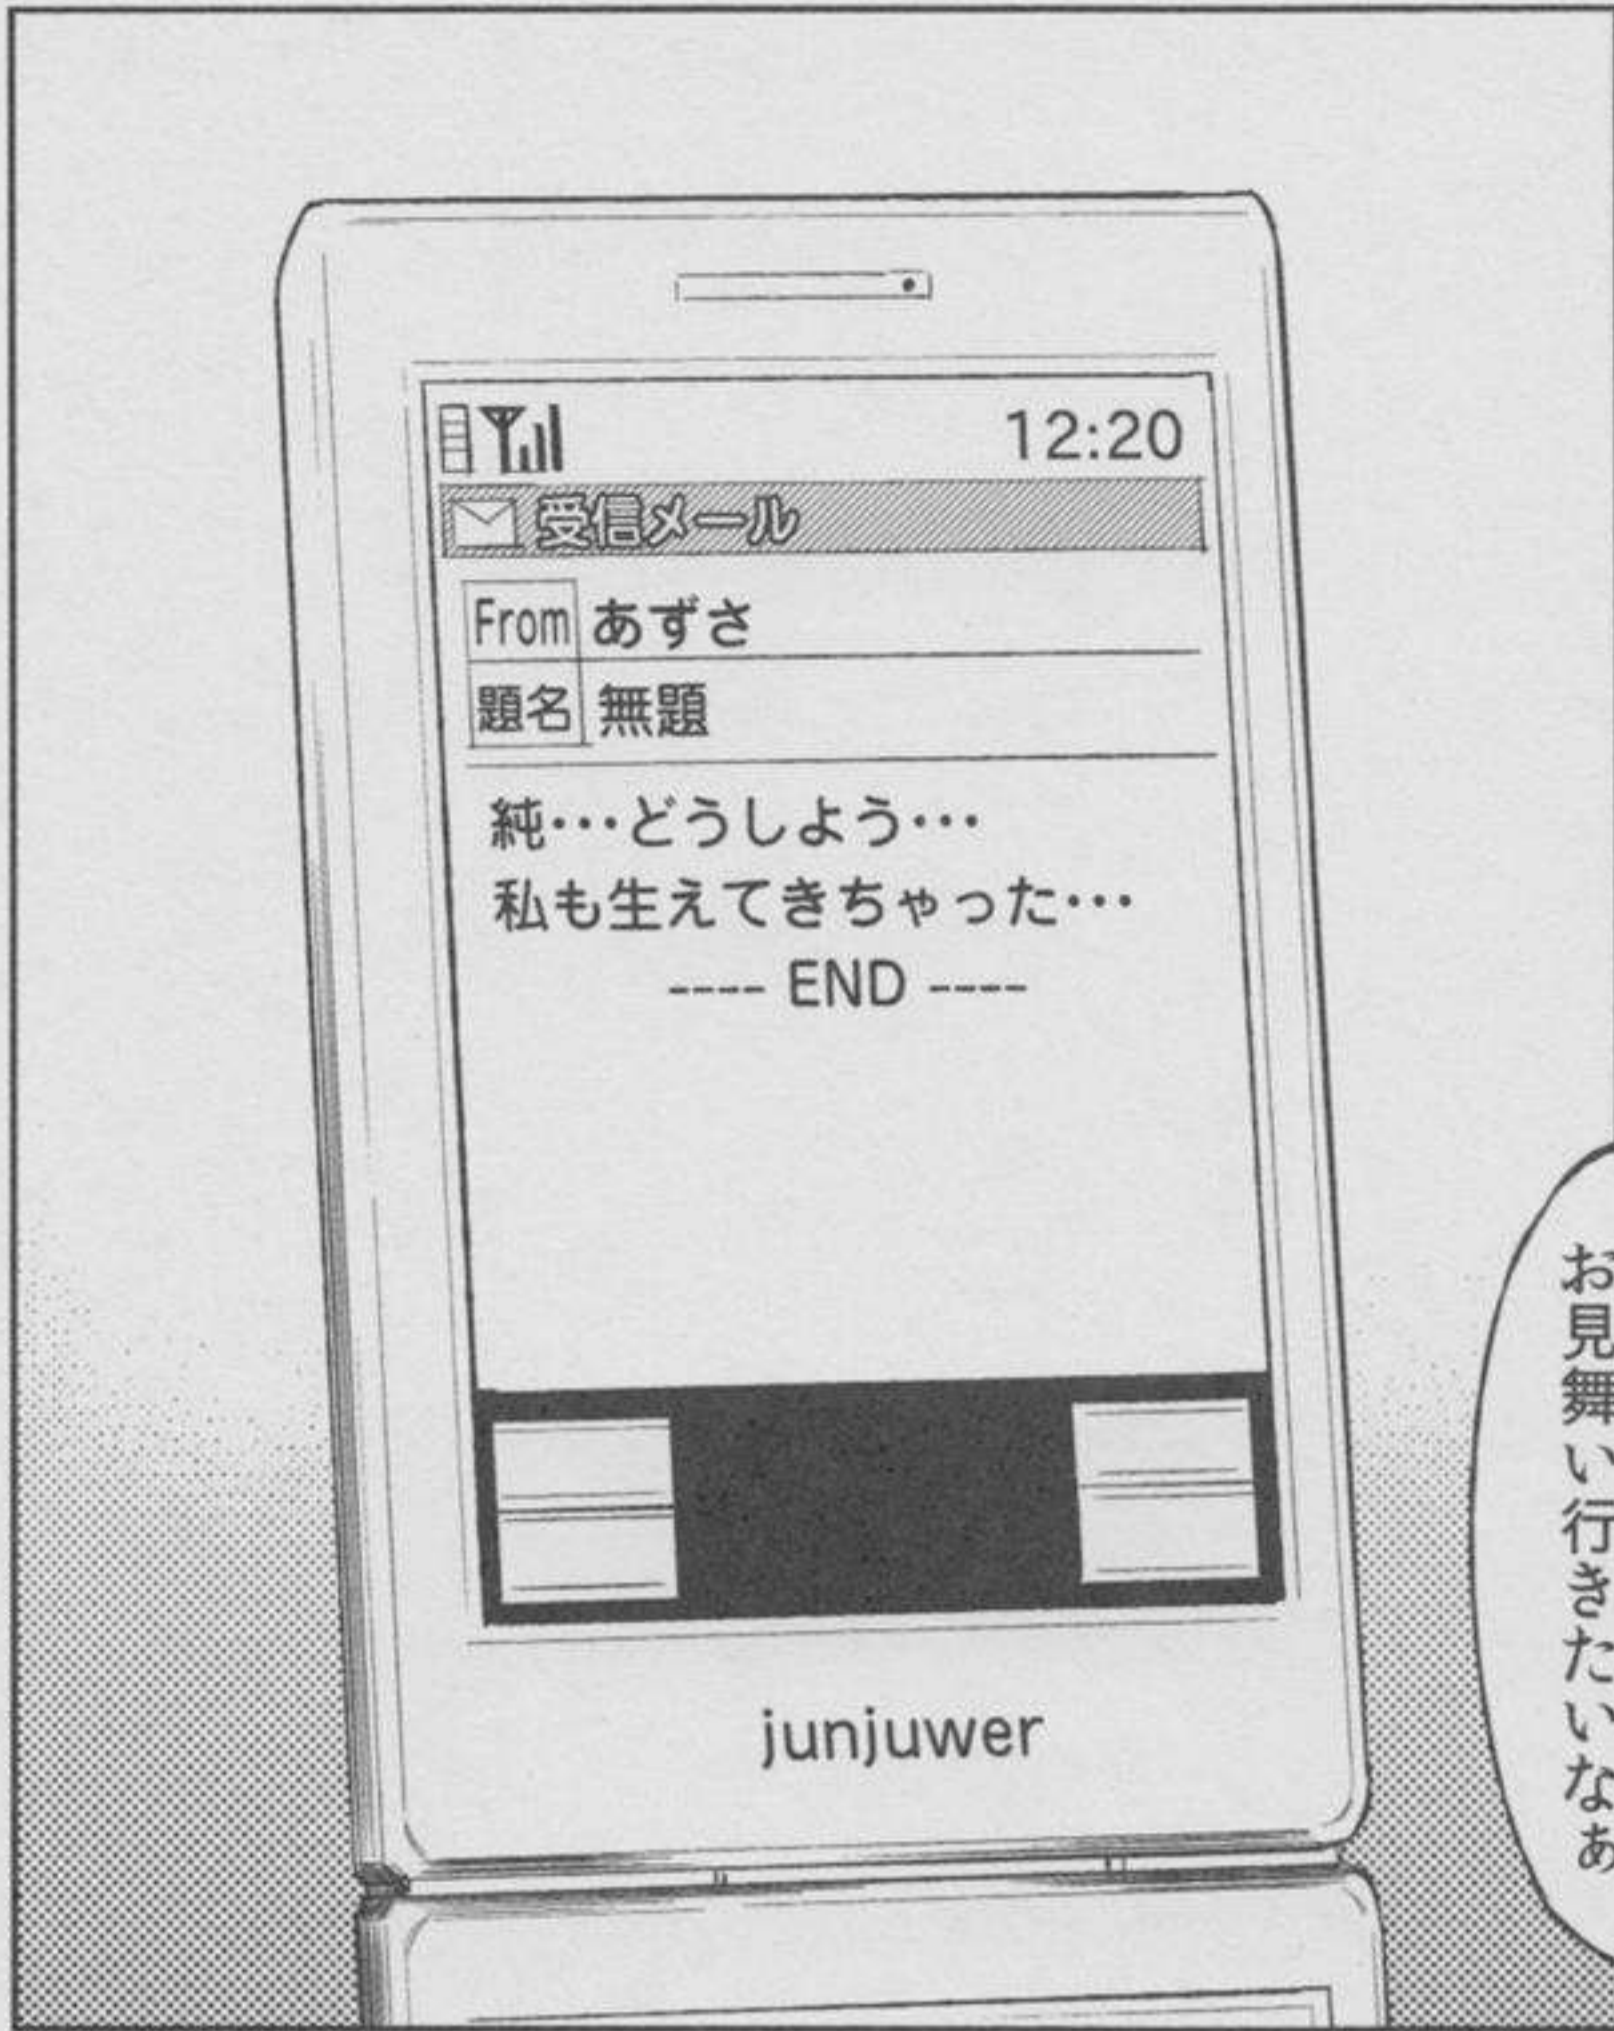 12:20
受信メール
From あずさ
題名 無題
純…どうしよう…
私も生えてきちゃった…
---- END ----
junjuwer
お見舞い行きたいなぁ